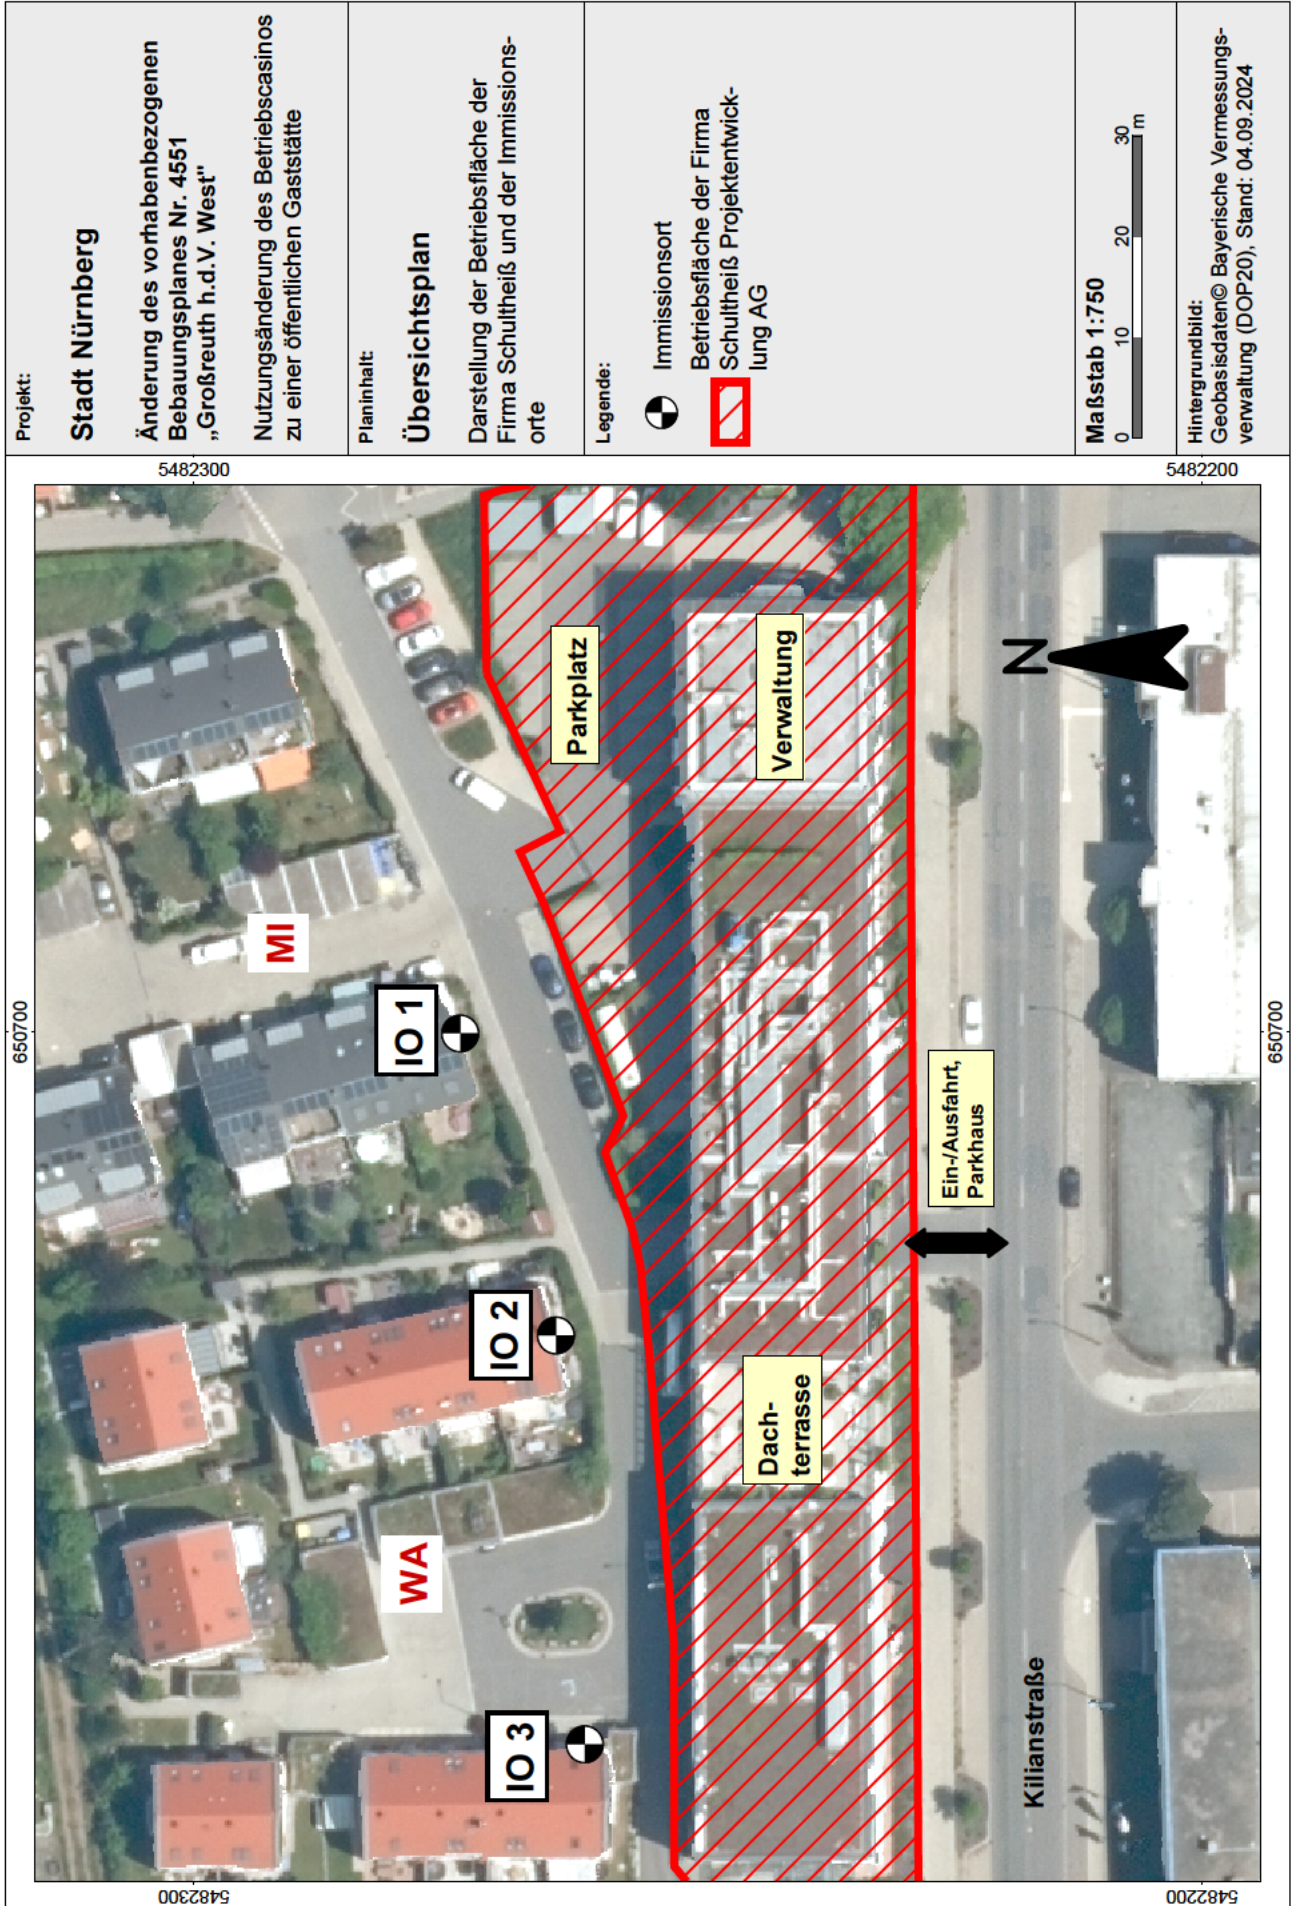 Projekt:
Stadt Nürnberg
Änderung des vorhabenbezogenen
Bebauungsplanes Nr. 4551
„Großreuth h.d.V. West"
Nutzungsänderung des Betriebscasinos
zu einer öffentlichen Gaststätte
Planinhalt:
Übersichtsplan
Darstellung der Betriebsfläche der
Firma Schultheiß und der Immissions-
orte
Legende:
Immissionsort
Betriebsfläche der Firma
Schultheiß Projektentwick-
lung AG
Maßstab 1:750
0 10 20 30
m
Hintergrundbild:
Geobasisdaten© Bayerische Vermessungs-
verwaltung (DOP20), Stand: 04.09.2024
650700
5482300
5482300
MI
IO 1
IO 2
WA
IO 3
Parkplatz
Verwaltung
Dach-
terrasse
Ein-/Ausfahrt,
Parkhaus
N
Kilianstraße
5482200
5482200
650700